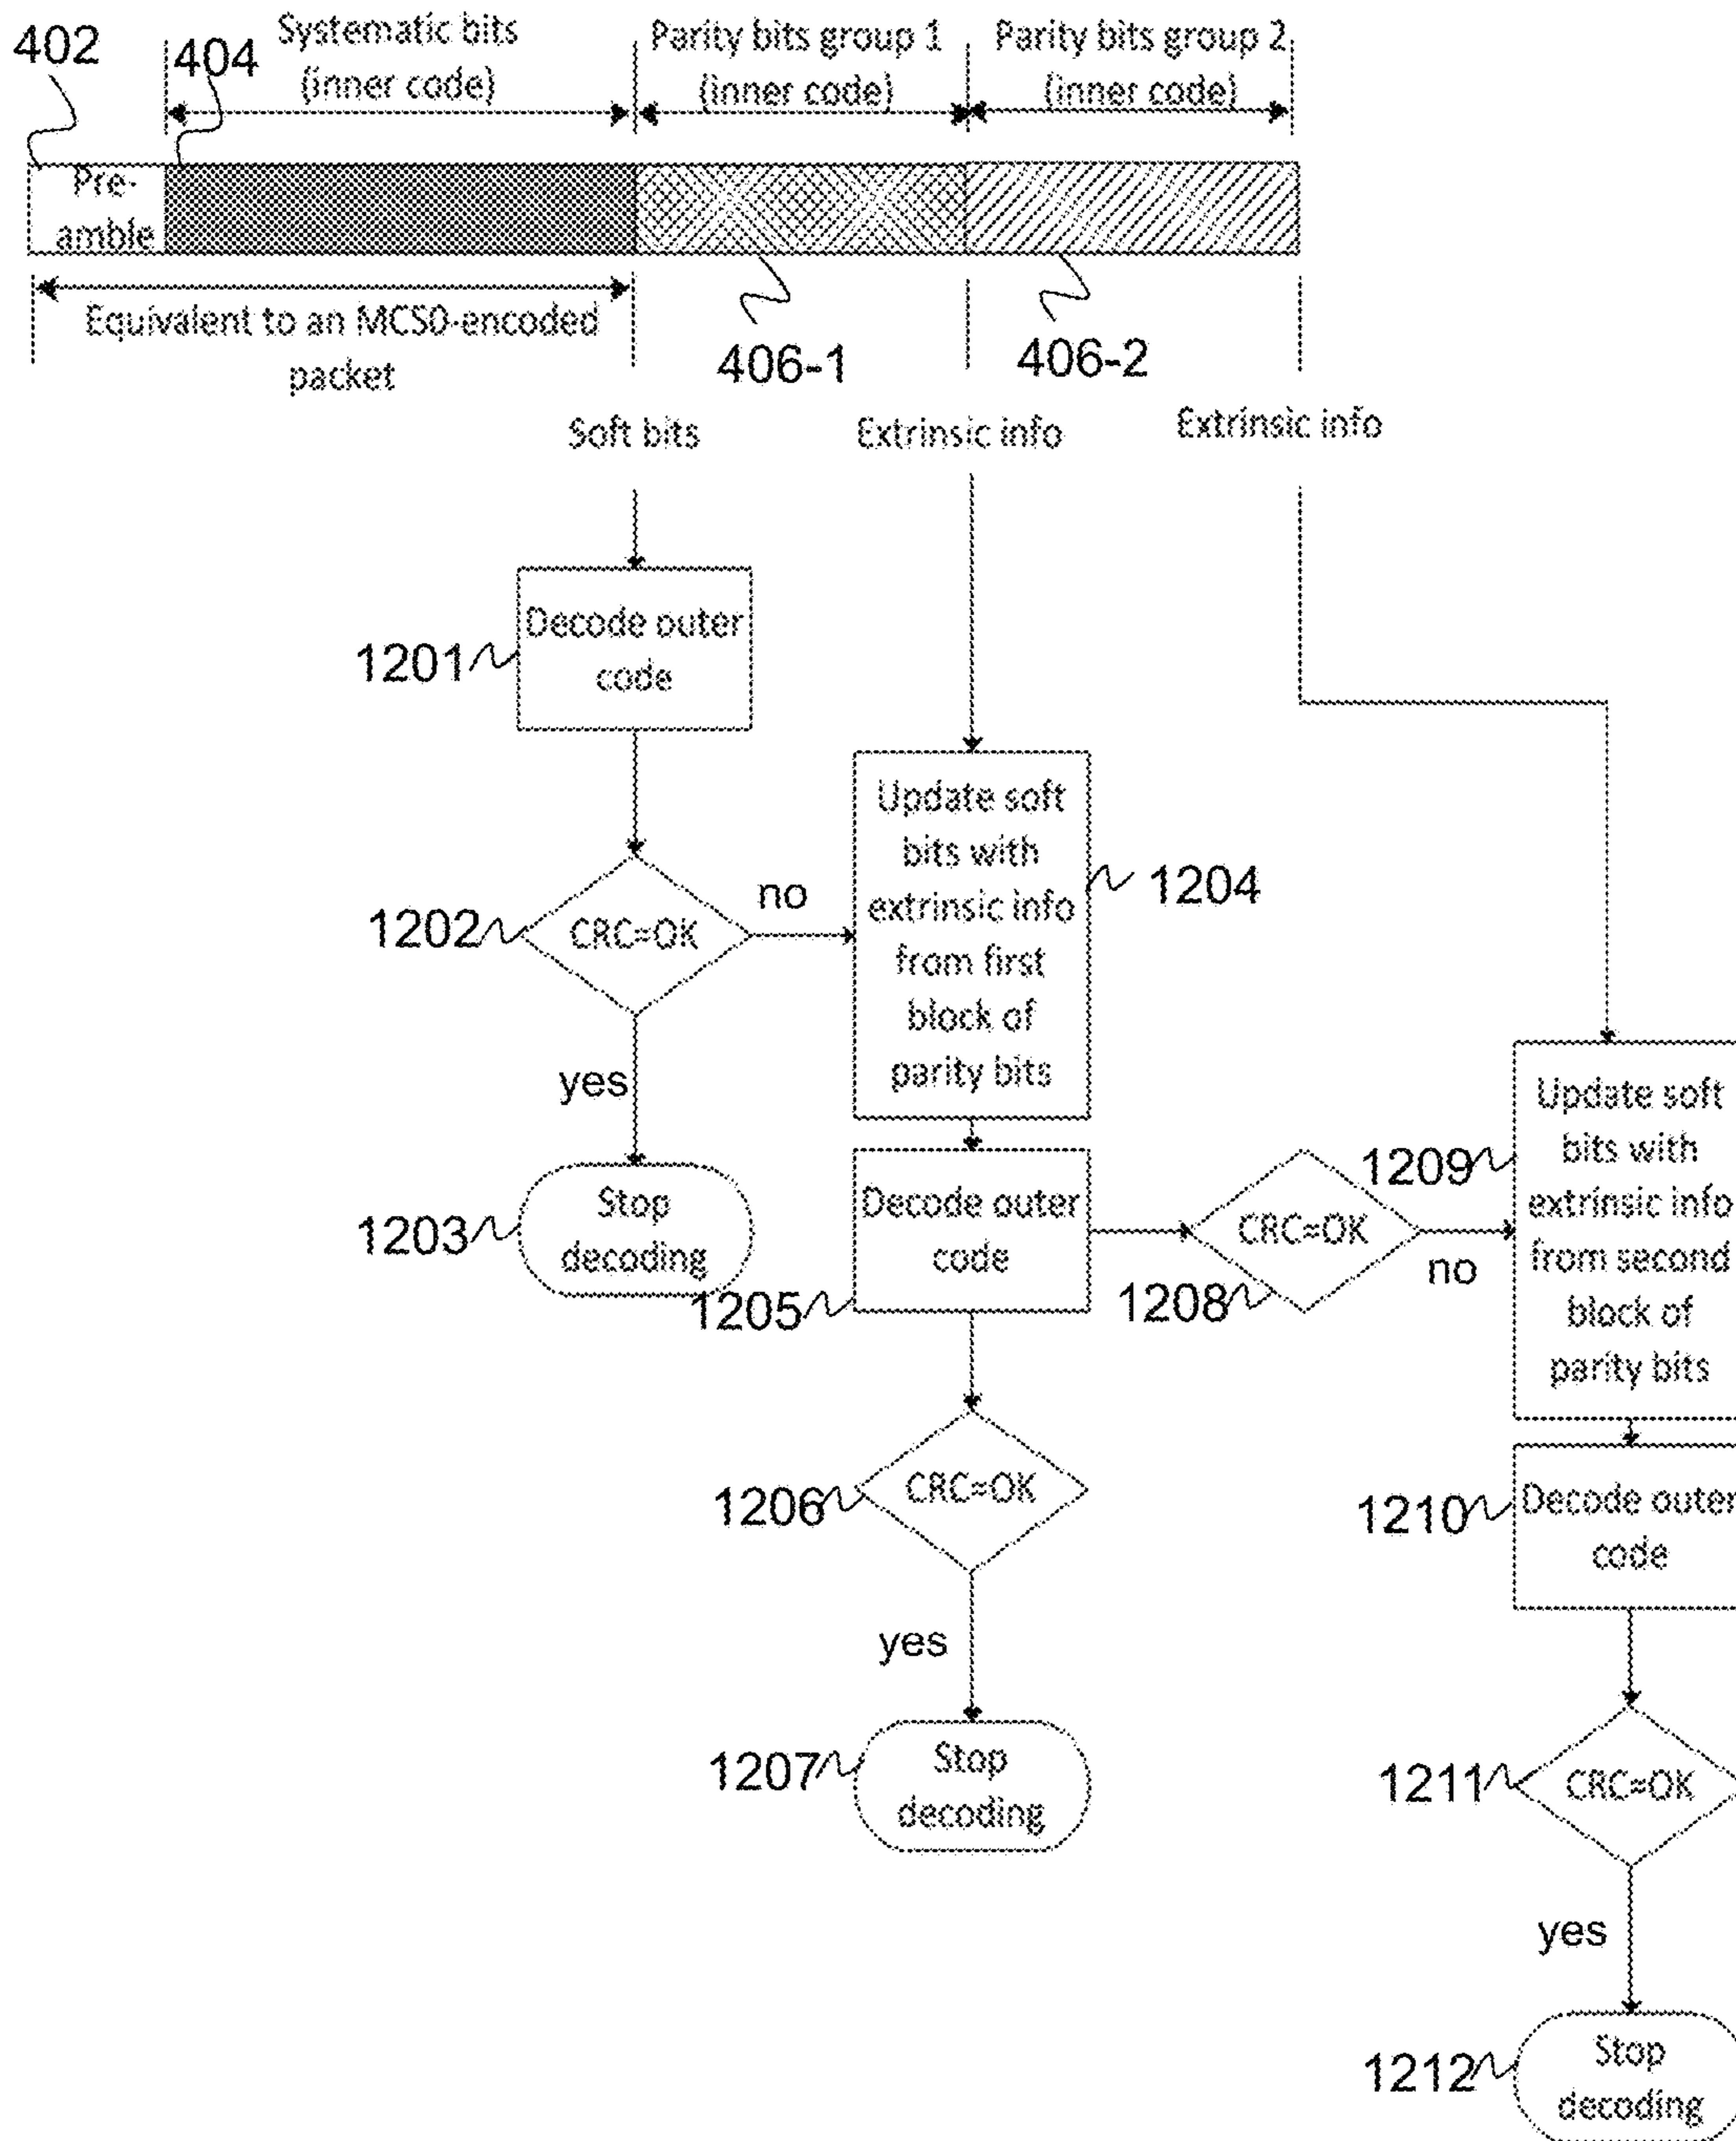 402
404
Systematic bits
(inner code)
Parity bits group 1
(inner code)
Parity bits group 2
(inner code)
Pre-
amble
Equivalent to an MCS0-encoded
packet
406-1
406-2
Soft bits
Extrinsic info
Extrinsic info
Decode outer
code
1201
Update soft
bits with
extrinsic info
from first
block of
parity bits
1204
1202
CRC=OK
no
yes
Stop
decoding
1203
Decode outer
code
1205
CRC=OK
1208
no
1209
Update soft
bits with
extrinsic info
from second
block of
parity bits
1206
CRC=OK
yes
1207
Stop
decoding
1210
Decode outer
code
1211
CRC=OK
yes
1212
Stop
decoding